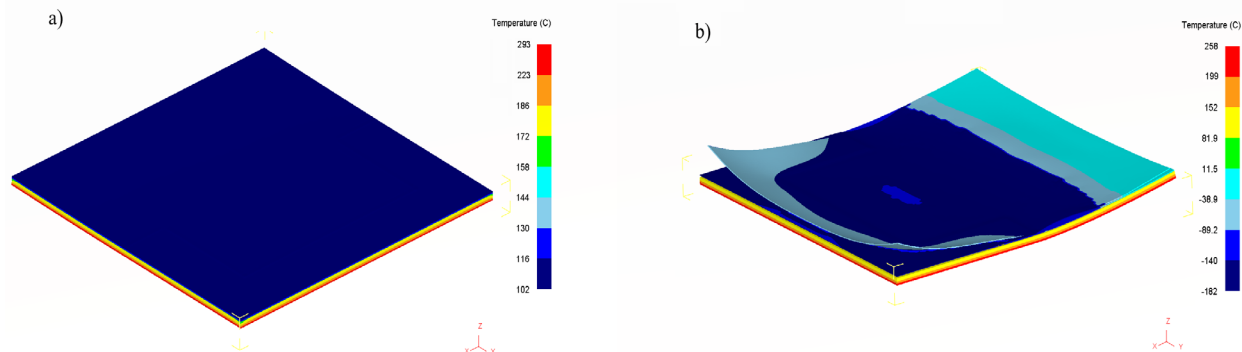 a)
Temperature (C)
293
223
186
172
158
144
130
116
102
Z
X Y
b)
Temperature (C)
258
199
152
81.9
11.5
-38.9
-89.2
-140
-182
Z
X Y